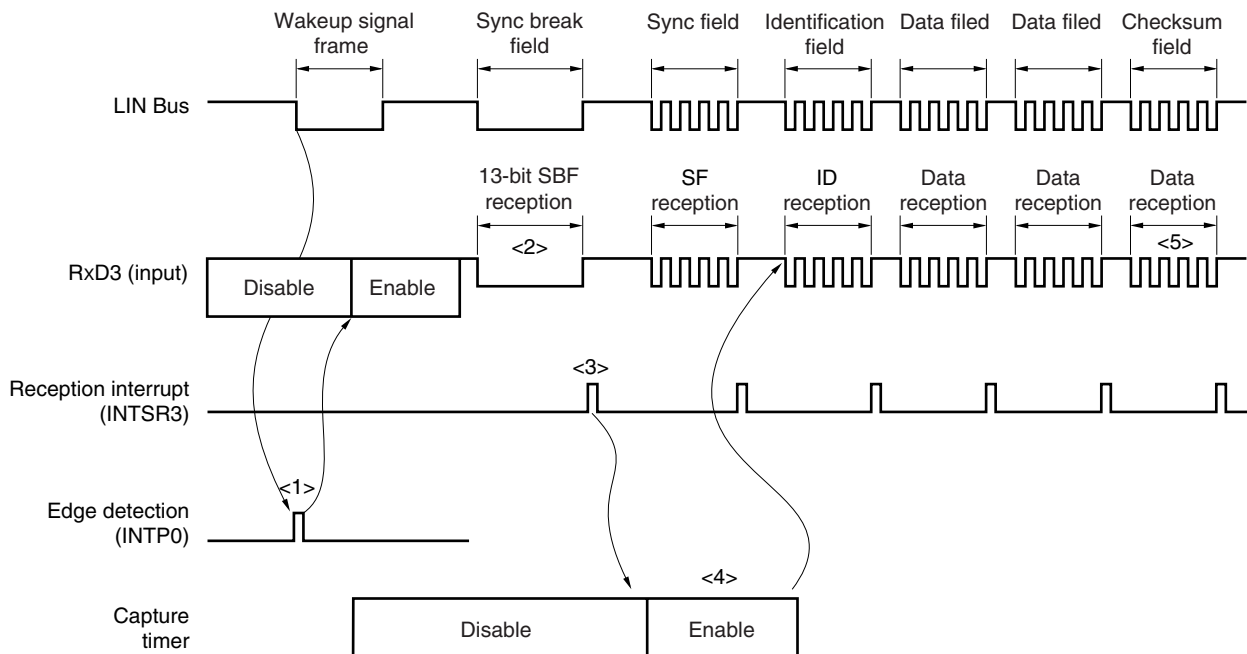 Wakeup signal
frame
Sync break
field
Sync field
Identification
field
Data filed
Data filed
Checksum
field
LIN Bus
13-bit SBF
reception
SF
reception
ID
reception
Data
reception
Data
reception
Data
reception
<2>
<5>
RxD3 (input)
Disable
Enable
Reception interrupt
(INTSR3)
<3>
Edge detection
(INTP0)
<1>
Capture
timer
Disable
<4>
Enable